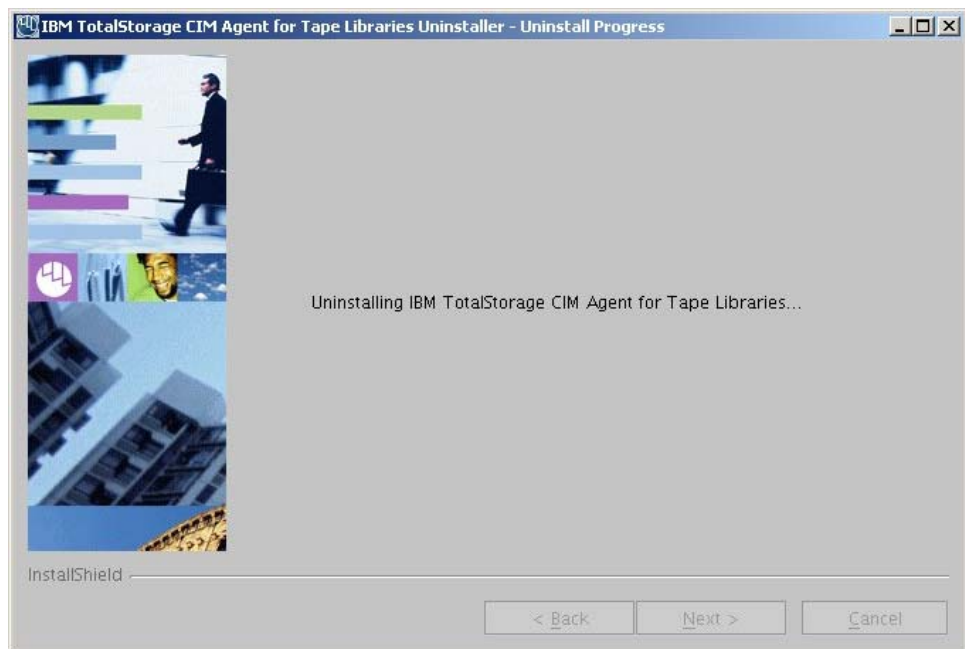 IBM TotalStorage CIM Agent for Tape Libraries Uninstaller - Uninstall Progress
Uninstalling IBM TotalStorage CIM Agent for Tape Libraries...
InstallShield
< Back
Next >
Cancel